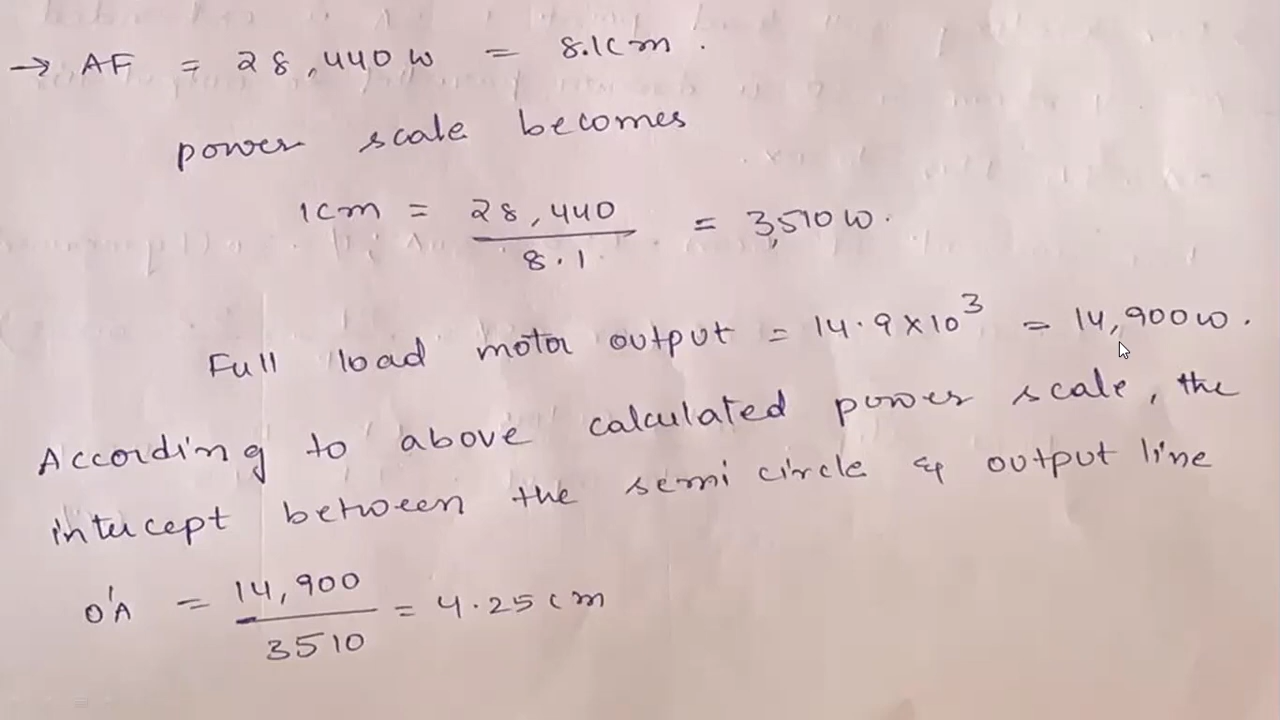 → AF = 28,440 W = 8.1cm.
power scale becomes
1cm = 28,440 / 8.1 = 3,510 W.
Full load motor output = 14.9 × 10³ = 14,900 W.
According to above calculated power scale, the
intercept between the semi circle & output line
O'A = 14,900 / 3510 = 4.25 cm